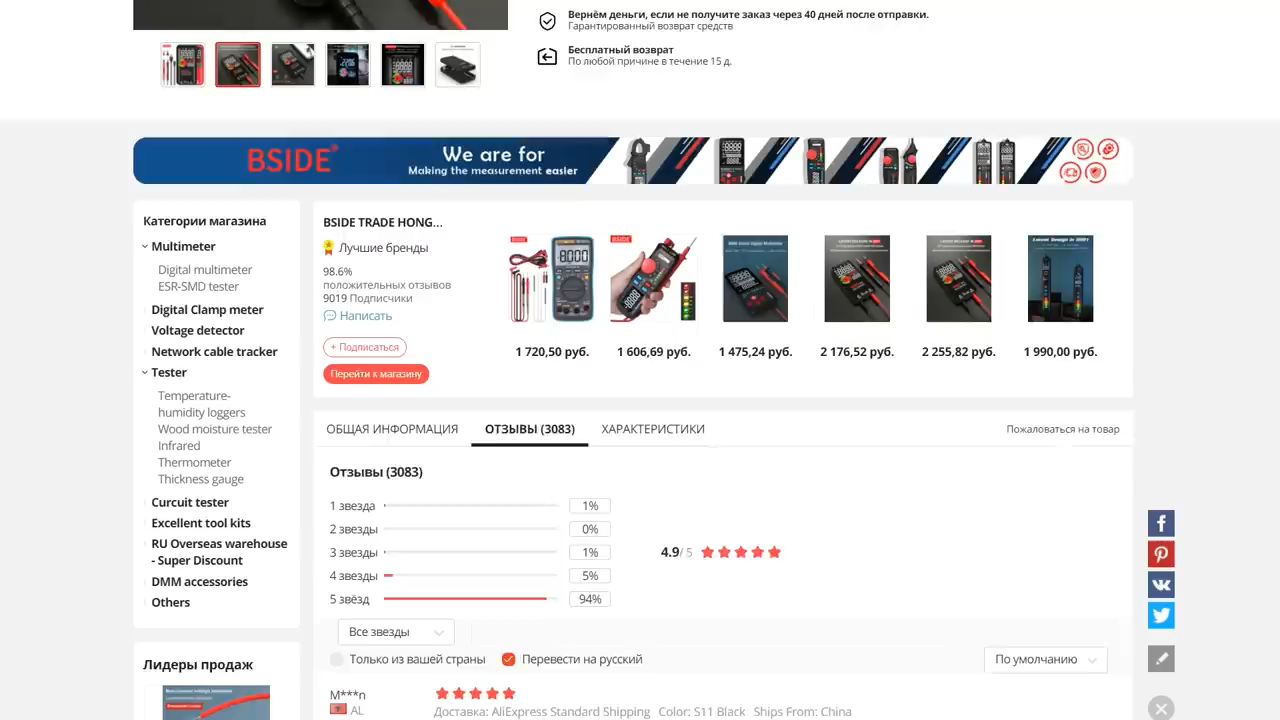 Вернём деньги, если не получите заказ через 40 дней после отправки.
Гарантированный возврат средств
Бесплатный возврат
По любой причине в течение 15 д.
BSIDE
We are for
Making the measurement easier
Категории магазина
Multimeter
Digital multimeter
ESR-SMD tester
Digital Clamp meter
Voltage detector
Network cable tracker
Tester
Temperature-
humidity loggers
Wood moisture tester
Infrared
Thermometer
Thickness gauge
Curcuit tester
Excellent tool kits
RU Overseas warehouse
- Super Discount
DMM accessories
Others
Лидеры продаж
BSIDE TRADE HONG...
Лучшие бренды
98.6%
положительных отзывов
9019 Подписчики
Написать
+ Подписаться
Перейти к магазину
1 720,50 руб. 1 606,69 руб. 1 475,24 руб. 2 176,52 руб. 2 255,82 руб. 1 990,00 руб.
ОБЩАЯ ИНФОРМАЦИЯ ОТЗЫВЫ (3083) ХАРАКТЕРИСТИКИ Пожаловаться на товар
Отзывы (3083)
1 звезда 1%
2 звезды 0%
3 звезды 1%
4 звезды 5%
5 звёзд 94%
4.9/ 5
Все звезды
Только из вашей страны Перевести на русский По умолчанию
M***n
AL
Доставка: AliExpress Standard Shipping Color: S11 Black Ships From: China